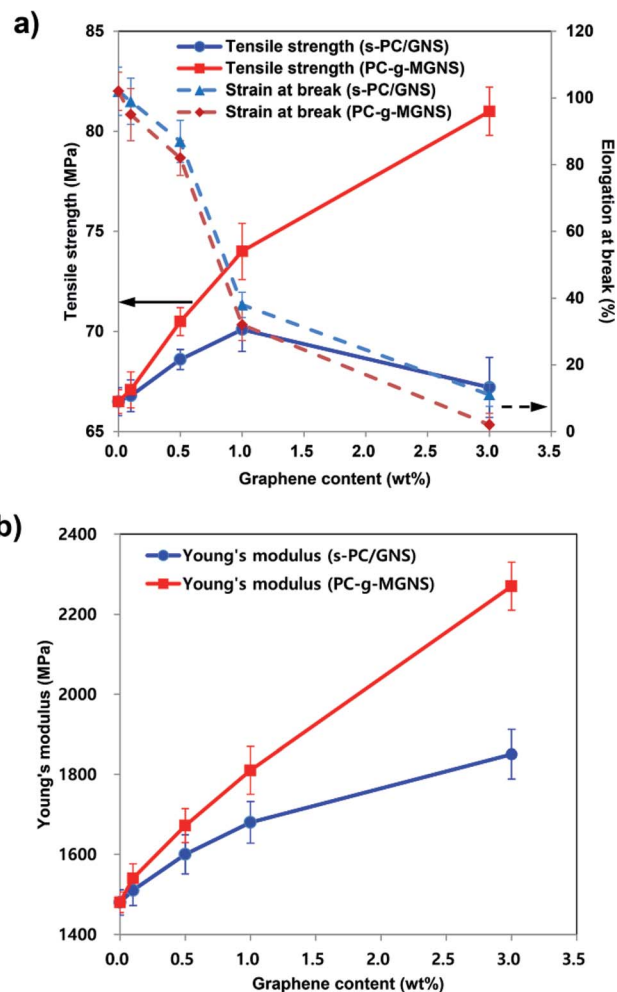 a)
Tensile strength (s-PC/GNS)
Tensile strength (PC-g-MGNS)
Strain at break (s-PC/GNS)
Strain at break (PC-g-MGNS)
85
80
75
70
65
Tensile strength (MPa)
120
100
80
60
40
20
0
Elongation at break (%)
0.0 0.5 1.0 1.5 2.0 2.5 3.0 3.5
Graphene content (wt%)
b)
Young's modulus (s-PC/GNS)
Young's modulus (PC-g-MGNS)
2400
2200
2000
1800
1600
1400
Young's modulus (MPa)
0.0 0.5 1.0 1.5 2.0 2.5 3.0 3.5
Graphene content (wt%)